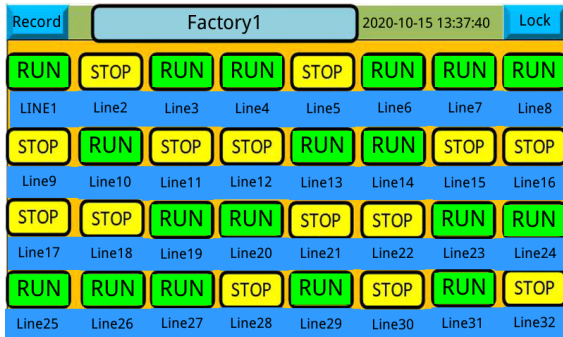 Record Factory1 2020-10-15 13:37:40 Lock
RUN STOP RUN RUN STOP RUN RUN RUN
LINE1 Line2 Line3 Line4 Line5 Line6 Line7 Line8
STOP RUN STOP STOP RUN RUN STOP STOP
Line9 Line10 Line11 Line12 Line13 Line14 Line15 Line16
STOP STOP RUN RUN STOP STOP RUN RUN
Line17 Line18 Line19 Line20 Line21 Line22 Line23 Line24
RUN RUN RUN STOP RUN STOP RUN STOP
Line25 Line26 Line27 Line28 Line29 Line30 Line31 Line32